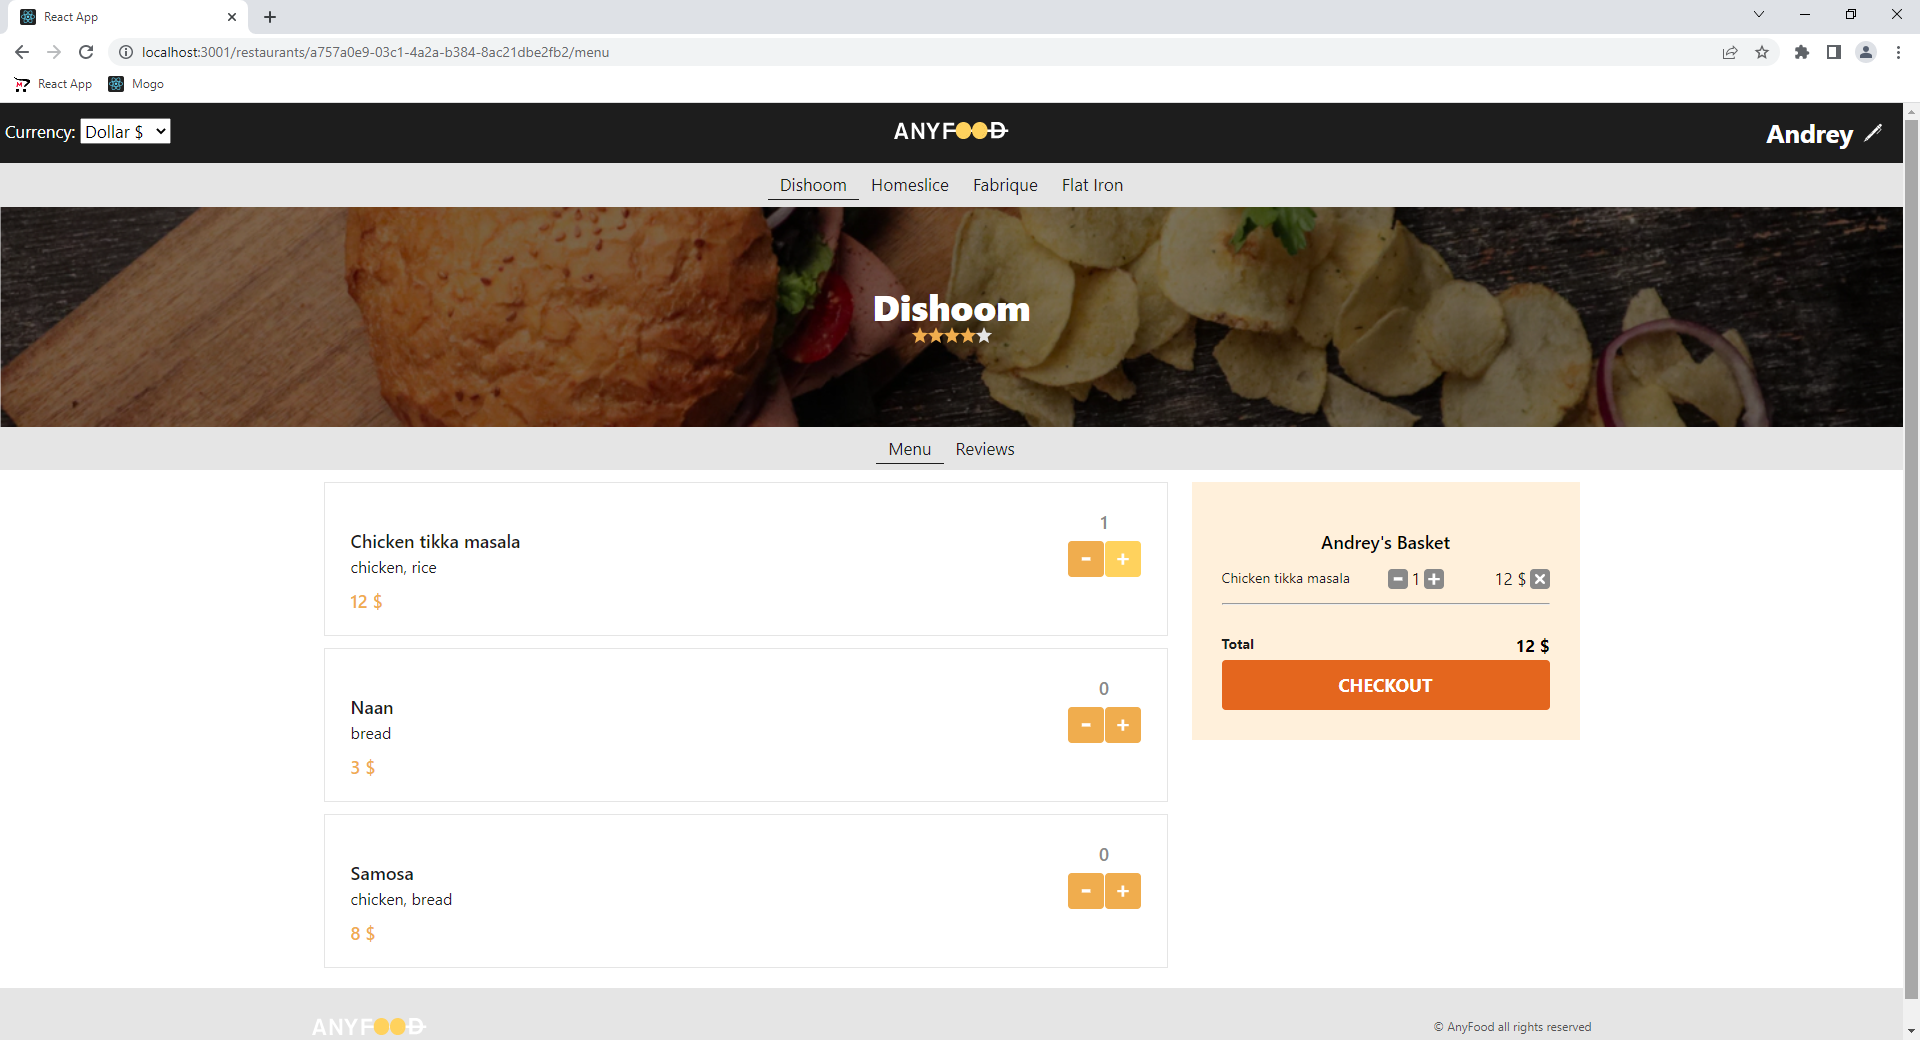 React App
localhost:3001/restaurants/a757a0e9-03c1-4a2a-b384-8ac21dbe2fb2/menu
React App Mogo
Currency: Dollar $ ANYFOOD Andrey
Dishoom Homeslice Fabrique Flat Iron
Dishoom
Menu Reviews
1
Chicken tikka masala
- +
chicken, rice
12 $
0
Naan
- +
bread
3 $
0
Samosa
- +
chicken, bread
8 $
Andrey's Basket
Chicken tikka masala - 1 + 12 $
Total 12 $
CHECKOUT
ANYFOOD © AnyFood all rights reserved